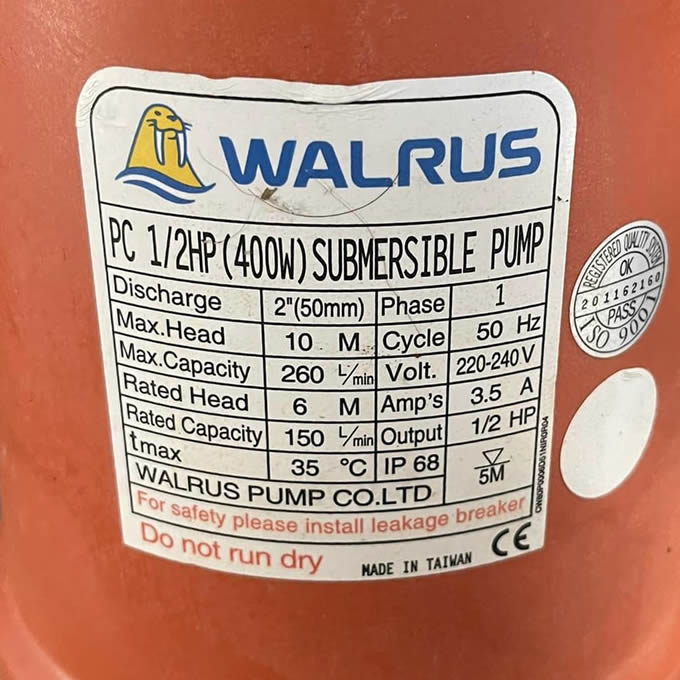 WALRUS
PC 1/2HP(400W) SUBMERSIBLE PUMP
Discharge 2"(50mm) Phase 1
Max.Head 10 M Cycle 50 Hz
Max.Capacity 260 L/min Volt. 220-240V
Rated Head 6 M Amp's 3.5 A
Rated Capacity 150 L/min Output 1/2 HP
tmax 35 °C IP 68 5M
WALRUS PUMP CO.LTD
For safety please install leakage breaker
Do not run dry MADE IN TAIWAN CE
REGISTERED QUALITY SYSTEM
OK
201162160
PASS
ISO 9001